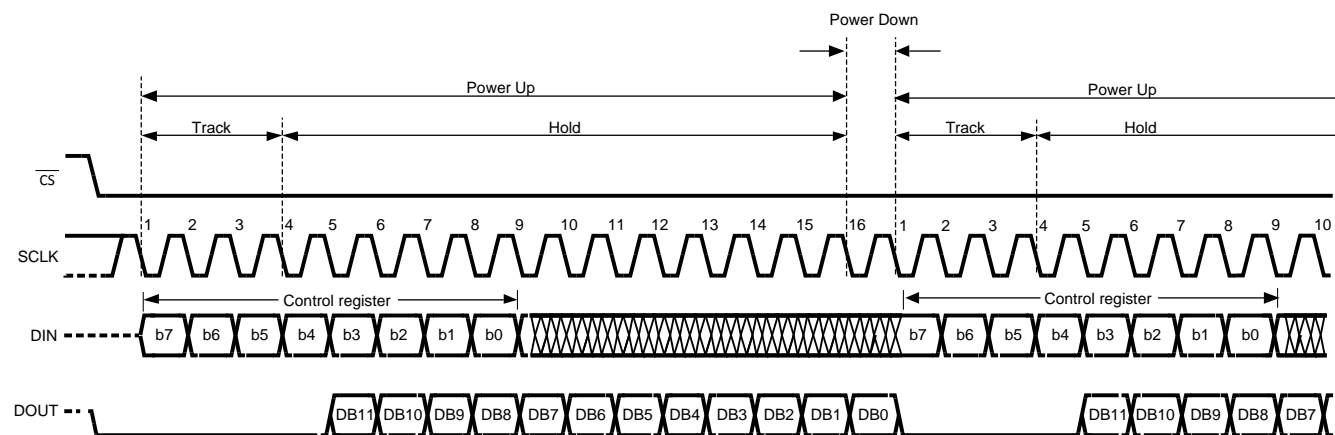 Power Down
Power Up
Power Up
Track
Hold
Track
Hold
CS
1 2 3 4 5 6 7 8 9 10 11 12 13 14 15 16 1 2 3 4 5 6 7 8 9 10
SCLK
Control register
Control register
DIN b7 b6 b5 b4 b3 b2 b1 b0 b7 b6 b5 b4 b3 b2 b1 b0
DOUT DB11 DB10 DB9 DB8 DB7 DB6 DB5 DB4 DB3 DB2 DB1 DB0 DB11 DB10 DB9 DB8 DB7